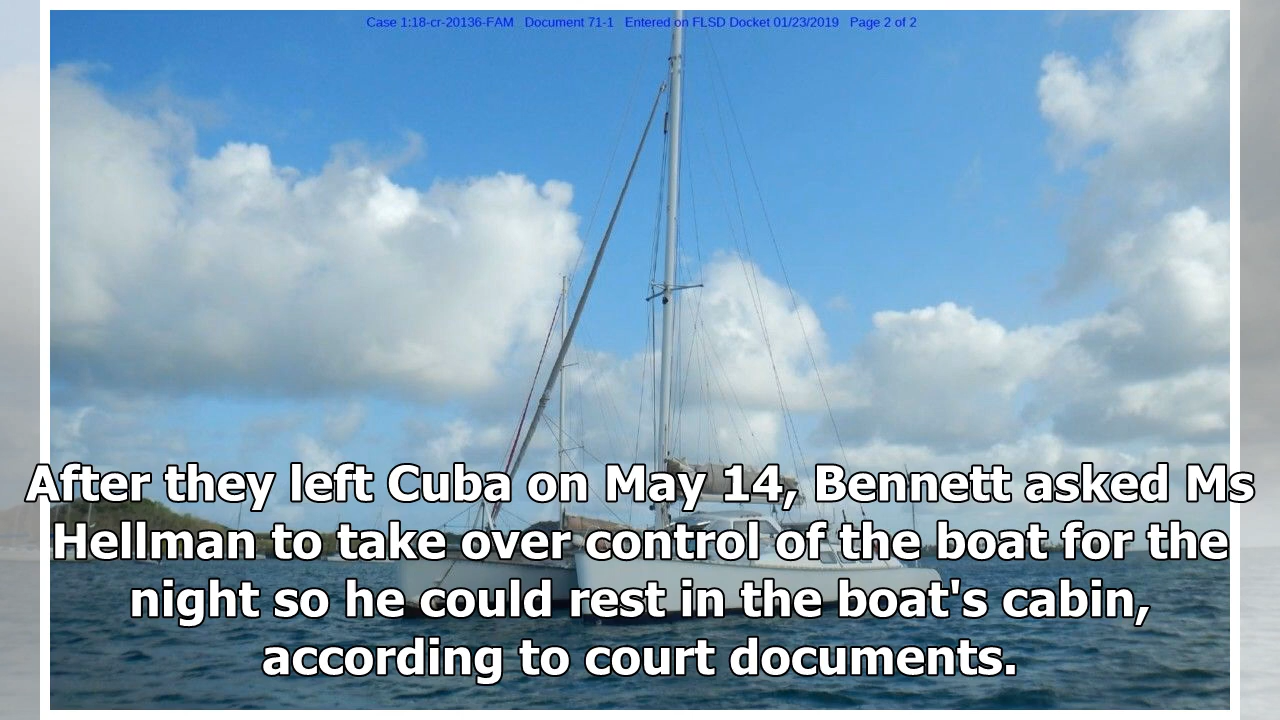 Case 1:18-cr-20136-FAM Document 71-1 Entered on FLSD Docket 01/23/2019 Page 2 of 2
After they left Cuba on May 14, Bennett asked Ms
Hellman to take over control of the boat for the
night so he could rest in the boat's cabin,
according to court documents.